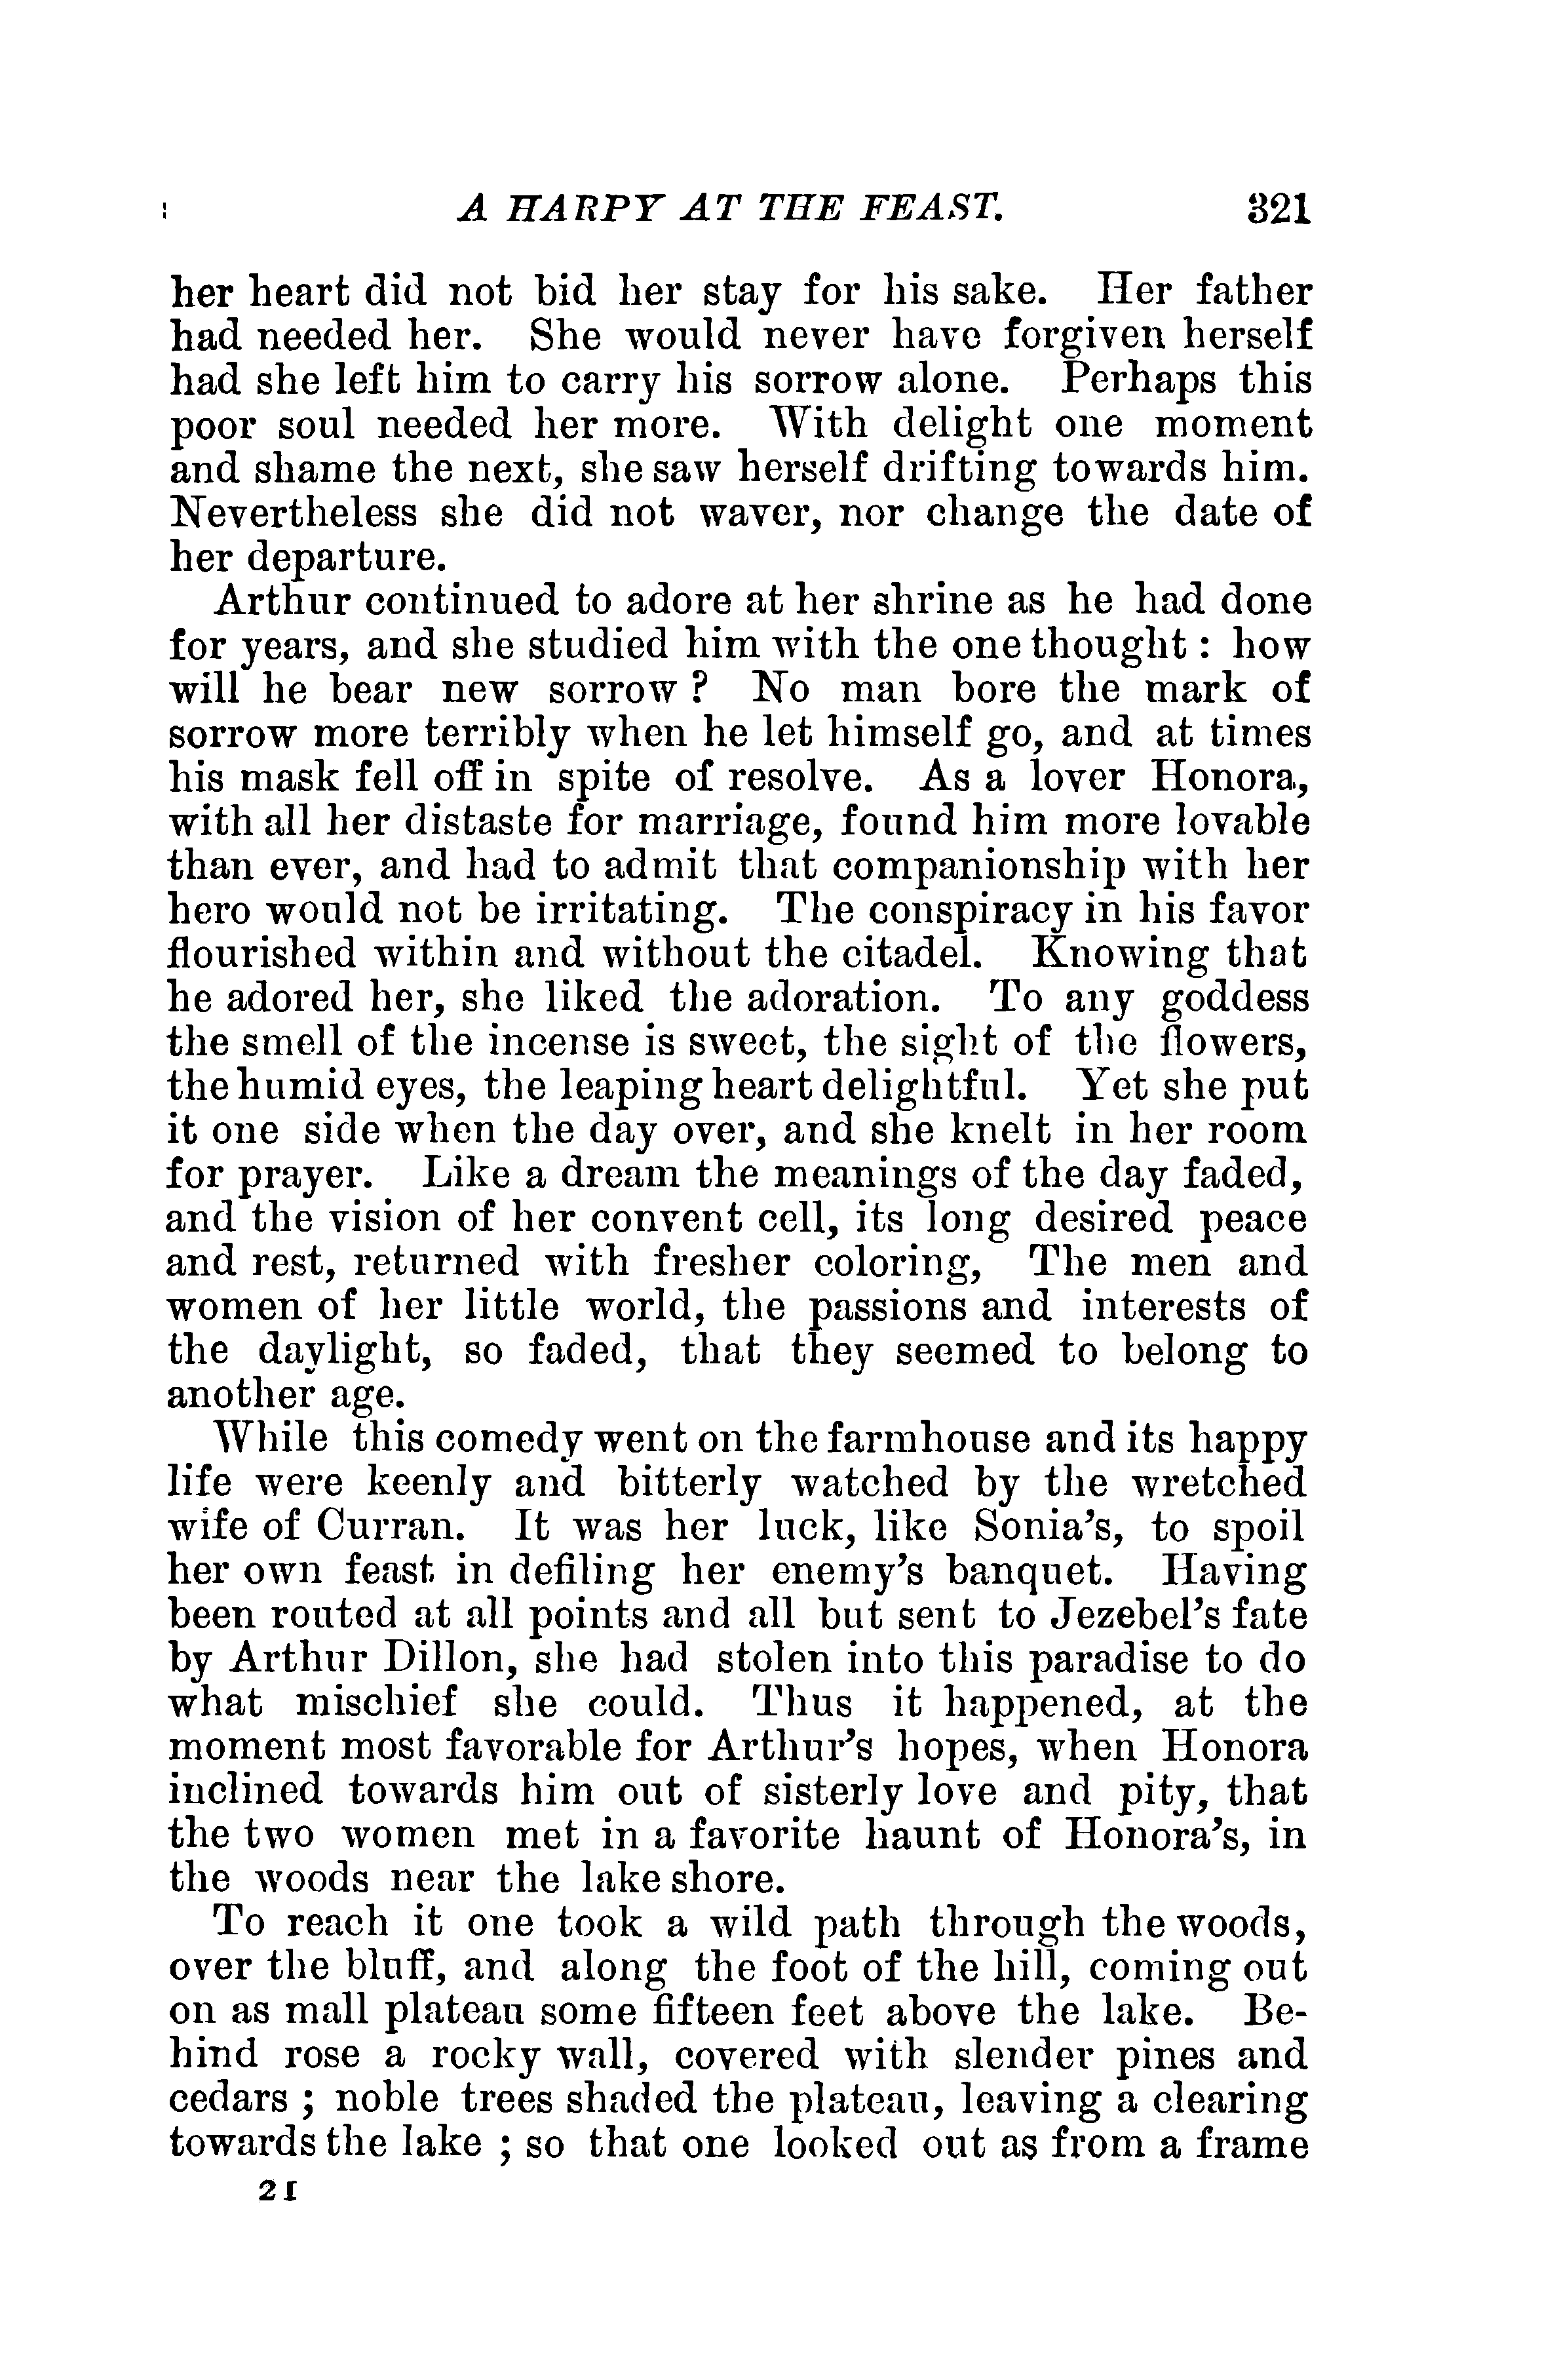 A HARPY AT THE FEAST. 321
her heart did not bid her stay for his sake. Her father
had needed her. She would never have forgiven herself
had she left him to carry his sorrow alone. Perhaps this
poor soul needed her more. With delight one moment
and shame the next, she saw herself drifting towards him.
Nevertheless she did not waver, nor change the date of
her departure.
Arthur continued to adore at her shrine as he had done
for years, and she studied him with the one thought : how
will he bear new sorrow ? No man bore the mark of
sorrow more terribly when he let himself go, and at times
his mask fell off in spite of resolve. As a lover Honora,
with all her distaste for marriage, found him more lovable
than ever, and had to admit that companionship with her
hero would not be irritating. The conspiracy in his favor
flourished within and without the citadel. Knowing that
he adored her, she liked the adoration. To any goddess
the smell of the incense is sweet, the sight of the flowers,
the humid eyes, the leaping heart delightful. Yet she put
it one side when the day over, and she knelt in her room
for prayer. Like a dream the meanings of the day faded,
and the vision of her convent cell, its long desired peace
and rest, returned with fresher coloring, The men and
women of her little world, the passions and interests of
the daylight, so faded, that they seemed to belong to
another age.
While this comedy went on the farmhouse and its happy
life were keenly and bitterly watched by the wretched
wife of Curran. It was her luck, like Sonia's, to spoil
her own feast in defiling her enemy's banquet. Having
been routed at all points and all but sent to Jezebel's fate
by Arthur Dillon, she had stolen into this paradise to do
what mischief she could. Thus it happened, at the
moment most favorable for Arthur's hopes, when Honora
inclined towards him out of sisterly love and pity, that
the two women met in a favorite haunt of Honora's, in
the woods near the lake shore.
To reach it one took a wild path through the woods,
over the bluff, and along the foot of the hill, coming out
on as mall plateau some fifteen feet above the lake. Be-
hind rose a rocky wall, covered with slender pines and
cedars ; noble trees shaded the plateau, leaving a clearing
towards the lake ; so that one looked out as from a frame
21